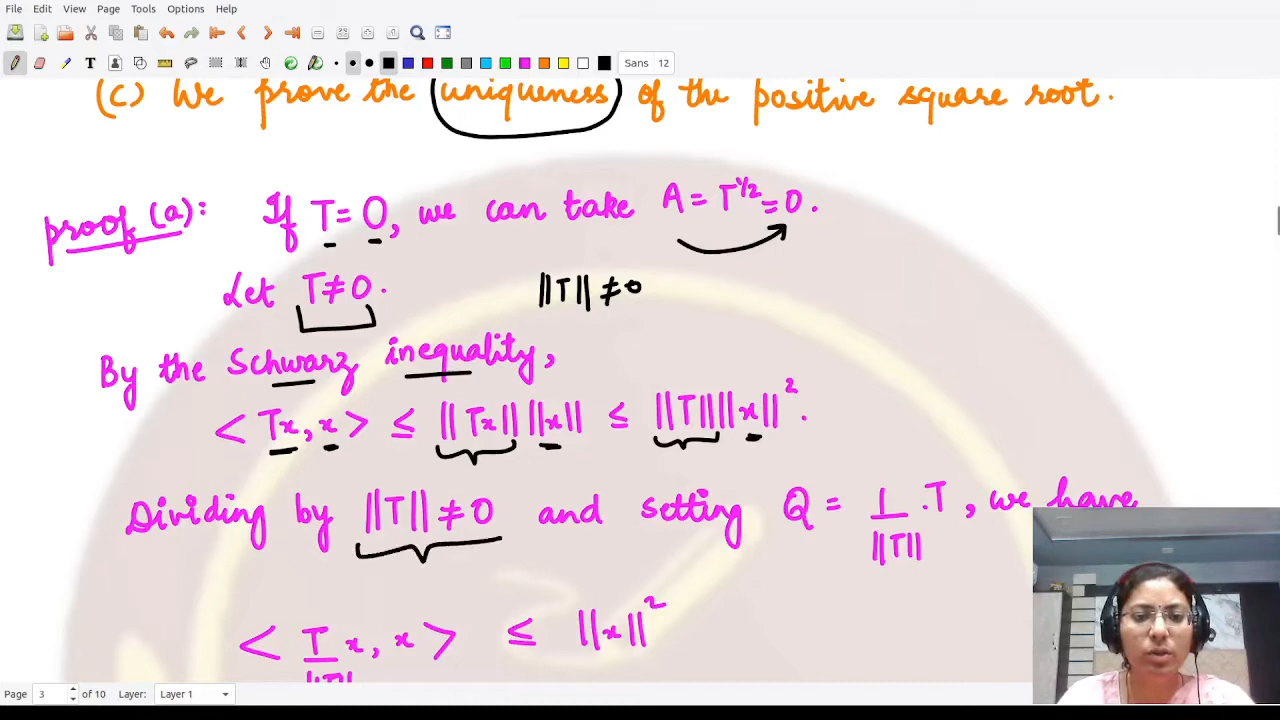 File Edit View Page Tools Options Help
Sans 12
(c) We prove the uniqueness of the positive square root.
proof (a): If T = 0, we can take A = T^1/2 = 0.
Let T ≠ 0. ||T|| ≠ 0
By the Schwarz inequality,
< Tx, x > ≤ ||Tx|| ||x|| ≤ ||T|| ||x||².
Dividing by ||T|| ≠ 0 and setting Q = 1/||T|| . T, we have
< T/||T|| x, x > ≤ ||x||²
Page 3 of 10 Layer: Layer 1